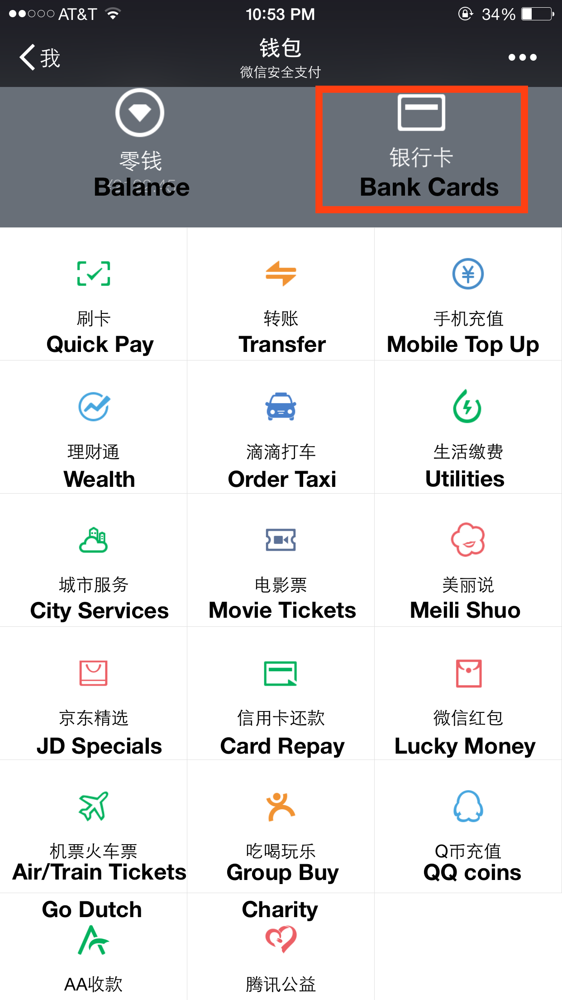 AT&T 10:53 PM 34%
我 钱包 •••
微信安全支付
零钱 银行卡
Balance Bank Cards
刷卡 转账 手机充值
Quick Pay Transfer Mobile Top Up
理财通 滴滴打车 生活缴费
Wealth Order Taxi Utilities
城市服务 电影票 美丽说
City Services Movie Tickets Meili Shuo
京东精选 信用卡还款 微信红包
JD Specials Card Repay Lucky Money
机票火车票 吃喝玩乐 Q币充值
Air/Train Tickets Group Buy QQ coins
Go Dutch Charity
AA收款 腾讯公益